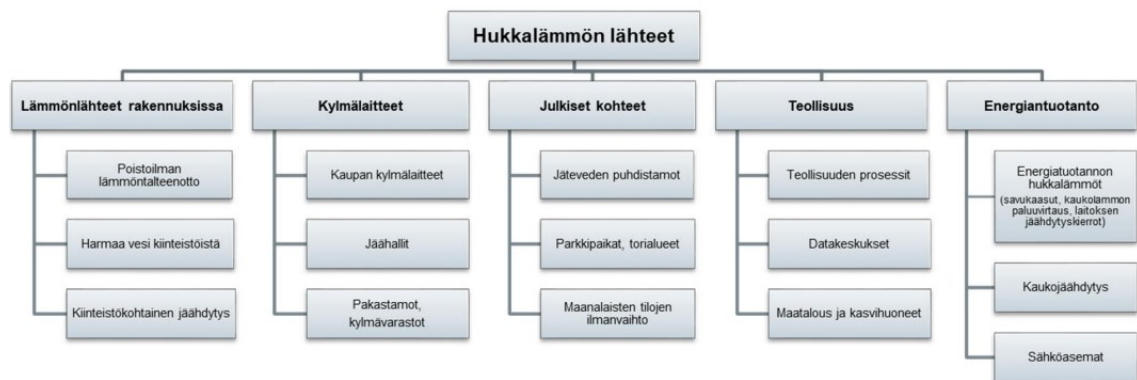 Hukkalämmön lähteet
Lämmönlähteet rakennuksissa
Poistoilman
lämmöntalteenotto
Harmaa vesi kiinteistöistä
Kiinteistökohtainen jäähdytys
Kylmälaitteet
Kaupan kylmälaitteet
Jäähallit
Pakastamot,
kylmävarastot
Julkiset kohteet
Jäteveden puhdistamot
Parkkipaikat, torialueet
Maanalaisten tilojen
ilmanvaihto
Teollisuus
Teollisuuden prosessit
Datakeskukset
Maatalous ja kasvihuoneet
Energiantuotanto
Energiatuotannon
hukkalämmöt
(savukaasut, kaukolämmön
paluuvirtaus, laitoksen
jäähdytyskierrot)
Kaukojäähdytys
Sähköasemat